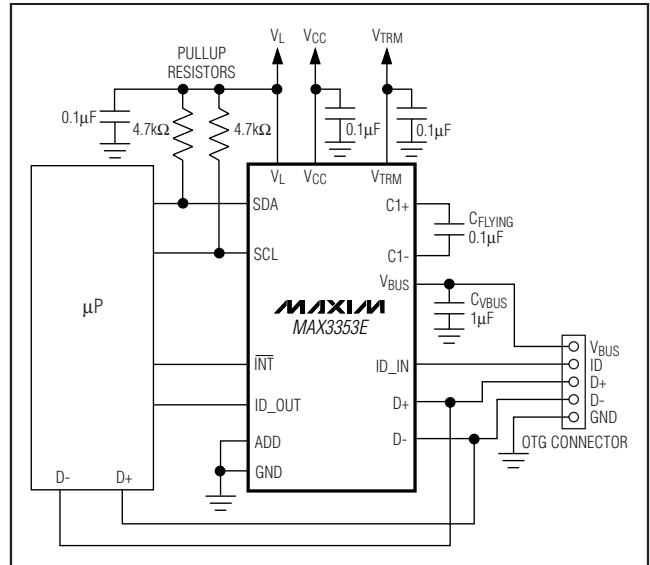 VL
VCC
VTRM
PULLUP
RESISTORS
0.1µF
4.7kΩ
4.7kΩ
0.1µF
0.1µF
VL
VCC
VTRM
SDA
C1+
CFLYING
0.1µF
SCL
C1-
VBUS
µP
MAXIM
MAX3353E
CVBUS
1µF
VBUS
INT
ID_IN
ID
D+
ID_OUT
D+
D-
GND
ADD
D-
OTG CONNECTOR
GND
D-
D+